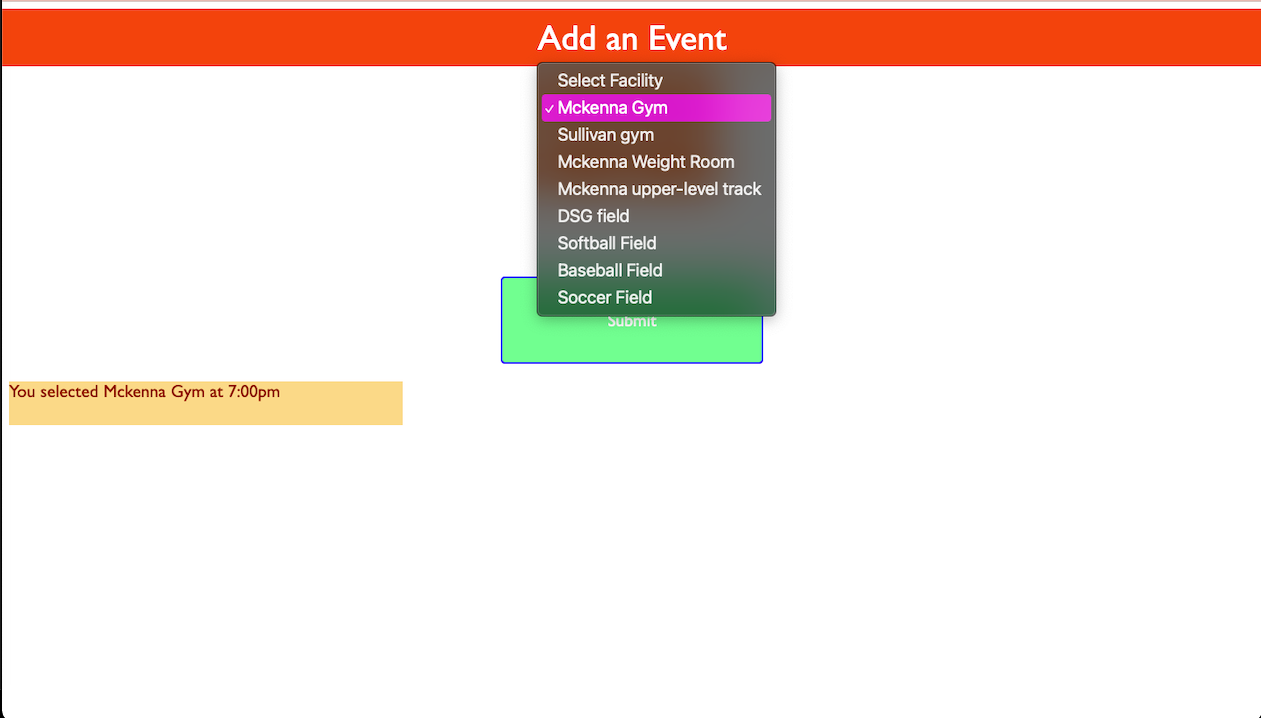 Add an Event
Select Facility
✓ Mckenna Gym
Sullivan gym
Mckenna Weight Room
Mckenna upper-level track
DSG field
Softball Field
Baseball Field
Soccer Field
Submit
You selected Mckenna Gym at 7:00pm